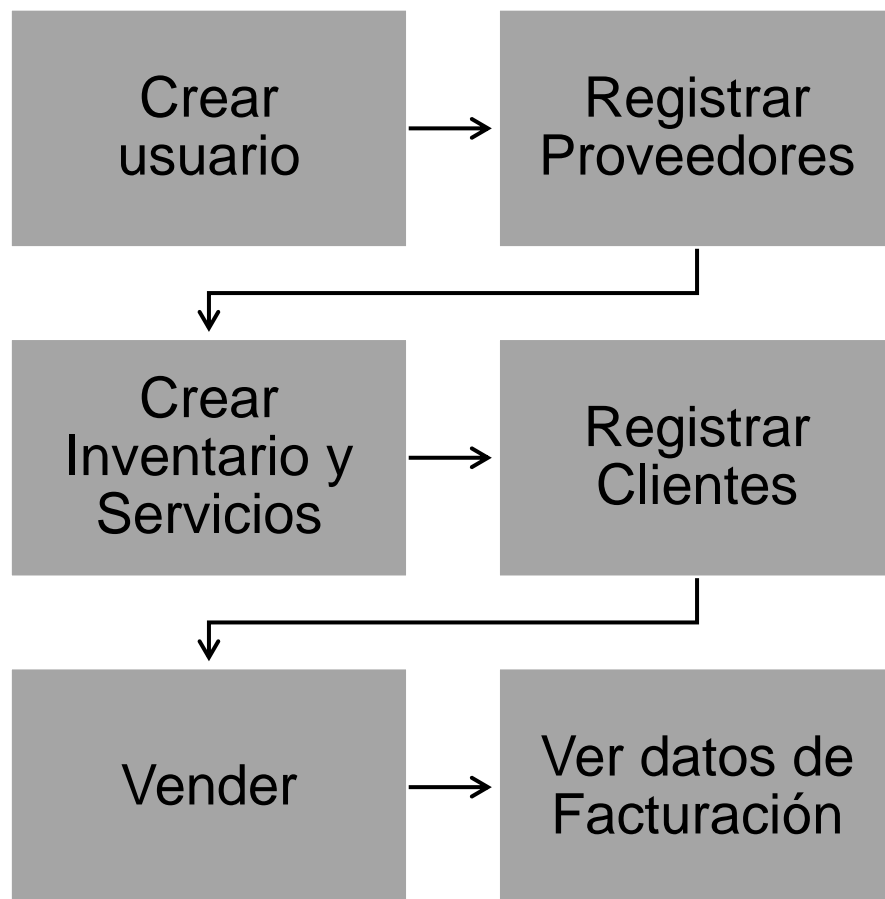 Crear
usuario
Registrar
Proveedores
Crear
Inventario y
Servicios
Registrar
Clientes
Vender
Ver datos de
Facturación